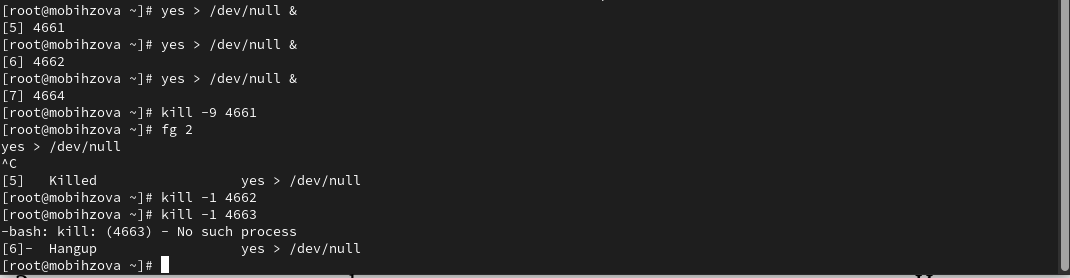 [root@mobihzova ~]# yes > /dev/null &
[5] 4661
[root@mobihzova ~]# yes > /dev/null &
[6] 4662
[root@mobihzova ~]# yes > /dev/null &
[7] 4664
[root@mobihzova ~]# kill -9 4661
[root@mobihzova ~]# fg 2
yes > /dev/null
^C
[5]   Killed                 yes > /dev/null
[root@mobihzova ~]# kill -1 4662
[root@mobihzova ~]# kill -1 4663
-bash: kill: (4663) - No such process
[6]-  Hangup                 yes > /dev/null
[root@mobihzova ~]#